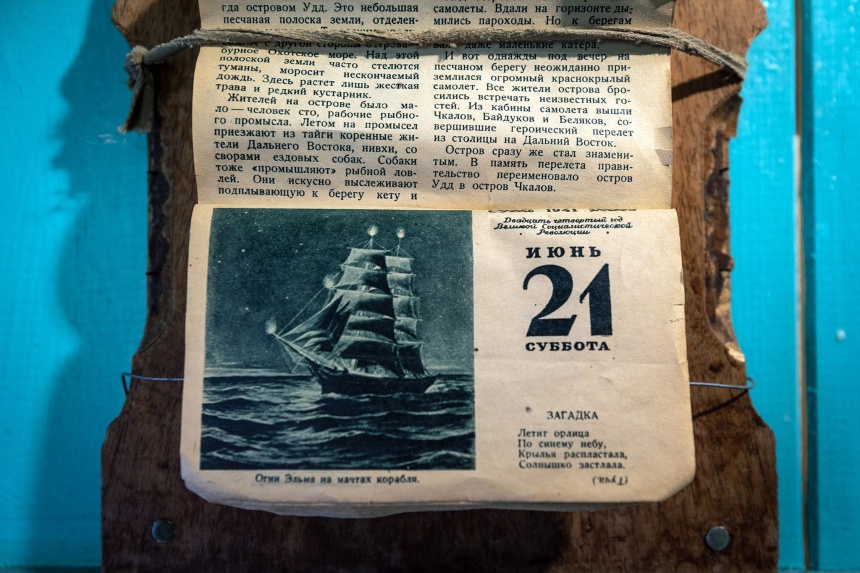 гда островом Удд. Это небольшая
песчаная полоска земли, отделен-
бурное Охотское море. Над этой
полоской земли часто стелются
туманы, моросит нескончаемый
дождь. Здесь растет лишь жесткая
трава и редкий кустарник.
Жителей на острове было ма-
ло — человек сто, рабочие рыбно-
го промысла. Летом на промысел
приезжают из тайги коренные жи-
тели Дальнего Востока, нивхи, со
сворами ездовых собак. Собаки
тоже «промышляют» рыбной лов-
лей. Они искусно выслеживают
подплывающую к берегу кету и
самолеты. Вдали на горизонте ды-
мились пароходы. Но к берегам
даже маленькие катера.
И вот однажды под вечер на
песчаном берегу неожиданно при-
землился огромный краснокрылый
самолет. Все жители острова бро-
сились встречать неизвестных го-
стей. Из кабины самолета вышли
Чкалов, Байдуков и Беляков, со-
вершившие героический перелет
из столицы на Дальний Восток.
Остров сразу же стал знамени-
тым. В память перелета прави-
тельство переименовало остров
Удд в остров Чкалов.
Двадцать четвертый год
Великой Социалистической
Революции
ИЮНЬ
21
СУББОТА
ЗАГАДКА
Летит орлица
По синему небу,
Крылья распластала,
Солнышко застлала.
(Туча.)
Огни Эльма на мачтах корабля.